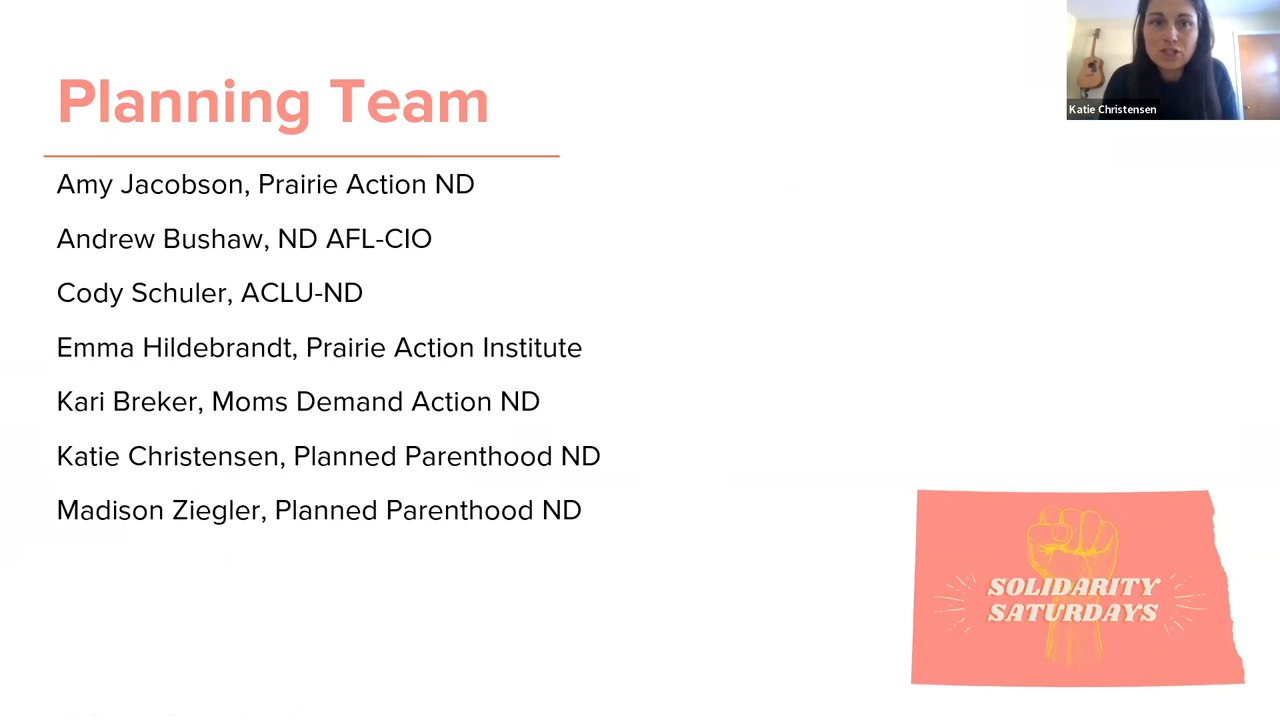 Planning Team
Katie Christensen
Amy Jacobson, Prairie Action ND
Andrew Bushaw, ND AFL-CIO
Cody Schuler, ACLU-ND
Emma Hildebrandt, Prairie Action Institute
Kari Breker, Moms Demand Action ND
Katie Christensen, Planned Parenthood ND
Madison Ziegler, Planned Parenthood ND
SOLIDARITY
SATURDAYS